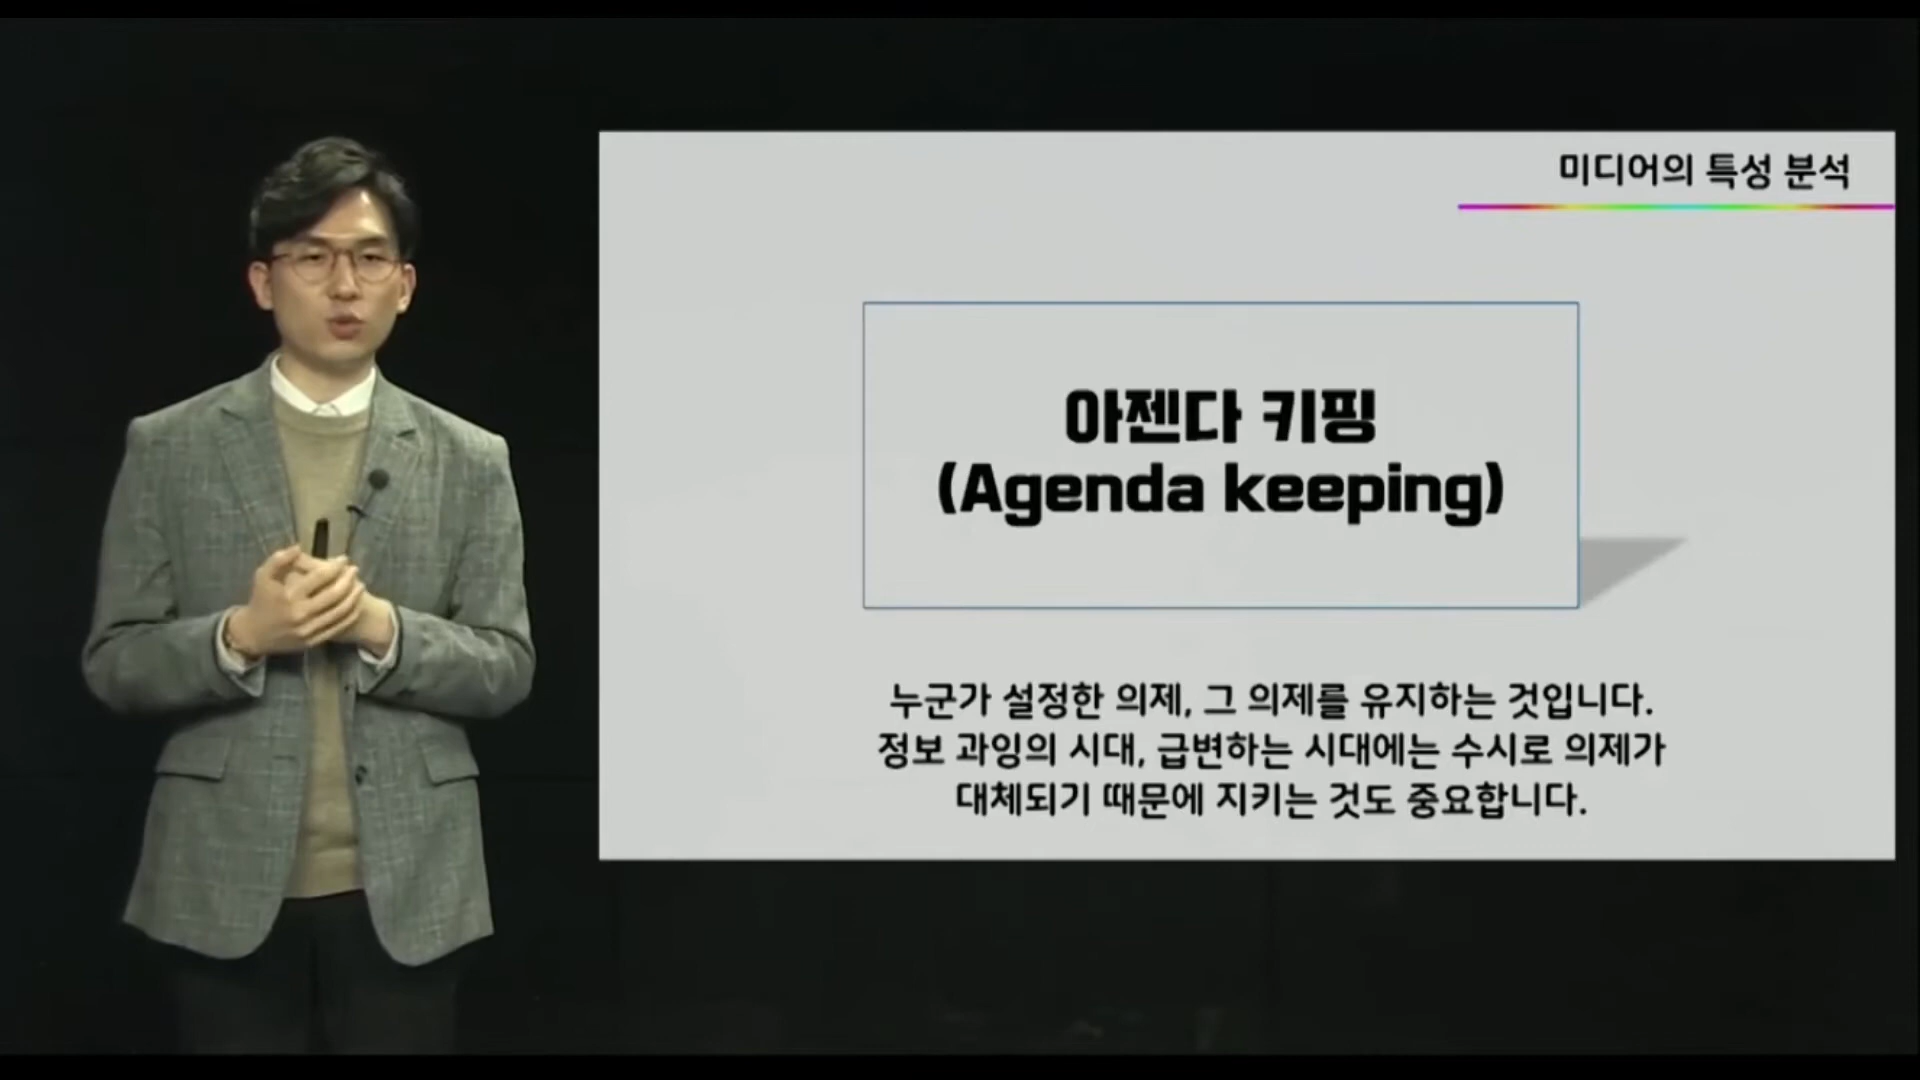 미디어의 특성 분석
아젠다 키핑
(Agenda keeping)
누군가 설정한 의제, 그 의제를 유지하는 것입니다.
정보 과잉의 시대, 급변하는 시대에는 수시로 의제가
대체되기 때문에 지키는 것도 중요합니다.